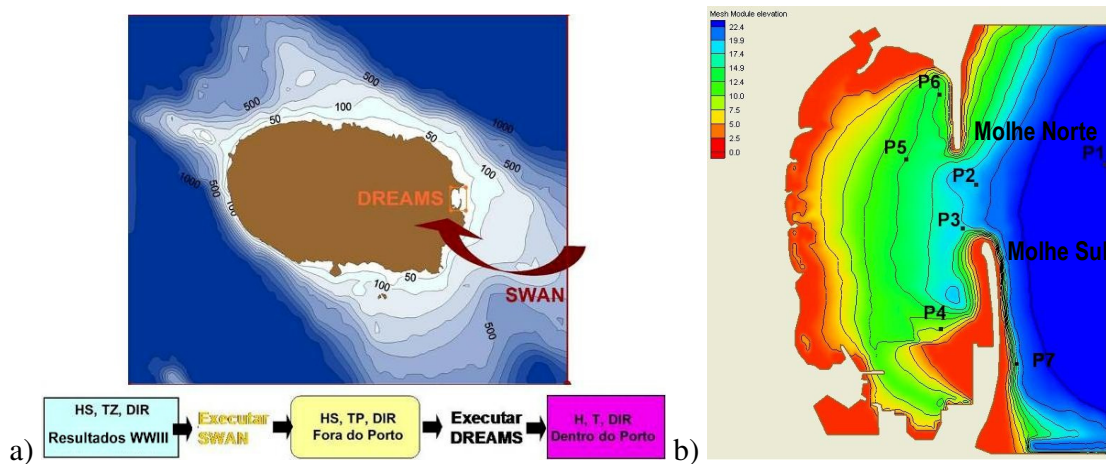 500
100
50
1000
500
1000
500
100
50
500
1000
DREAMS
SWAN
50
100
500
a)
HS, TZ, DIR
Resultados WWIII
Executar
SWAN
HS, TP, DIR
Fora do Porto
Executar
DREAMS
H, T, DIR
Dentro do Porto
b)
Mesh Module elevation
22.4
19.9
17.4
14.9
12.4
10.0
7.5
5.0
2.5
0.0
P6
Molhe Norte
P5
P1
P2
P3
Molhe Sul
P4
P7